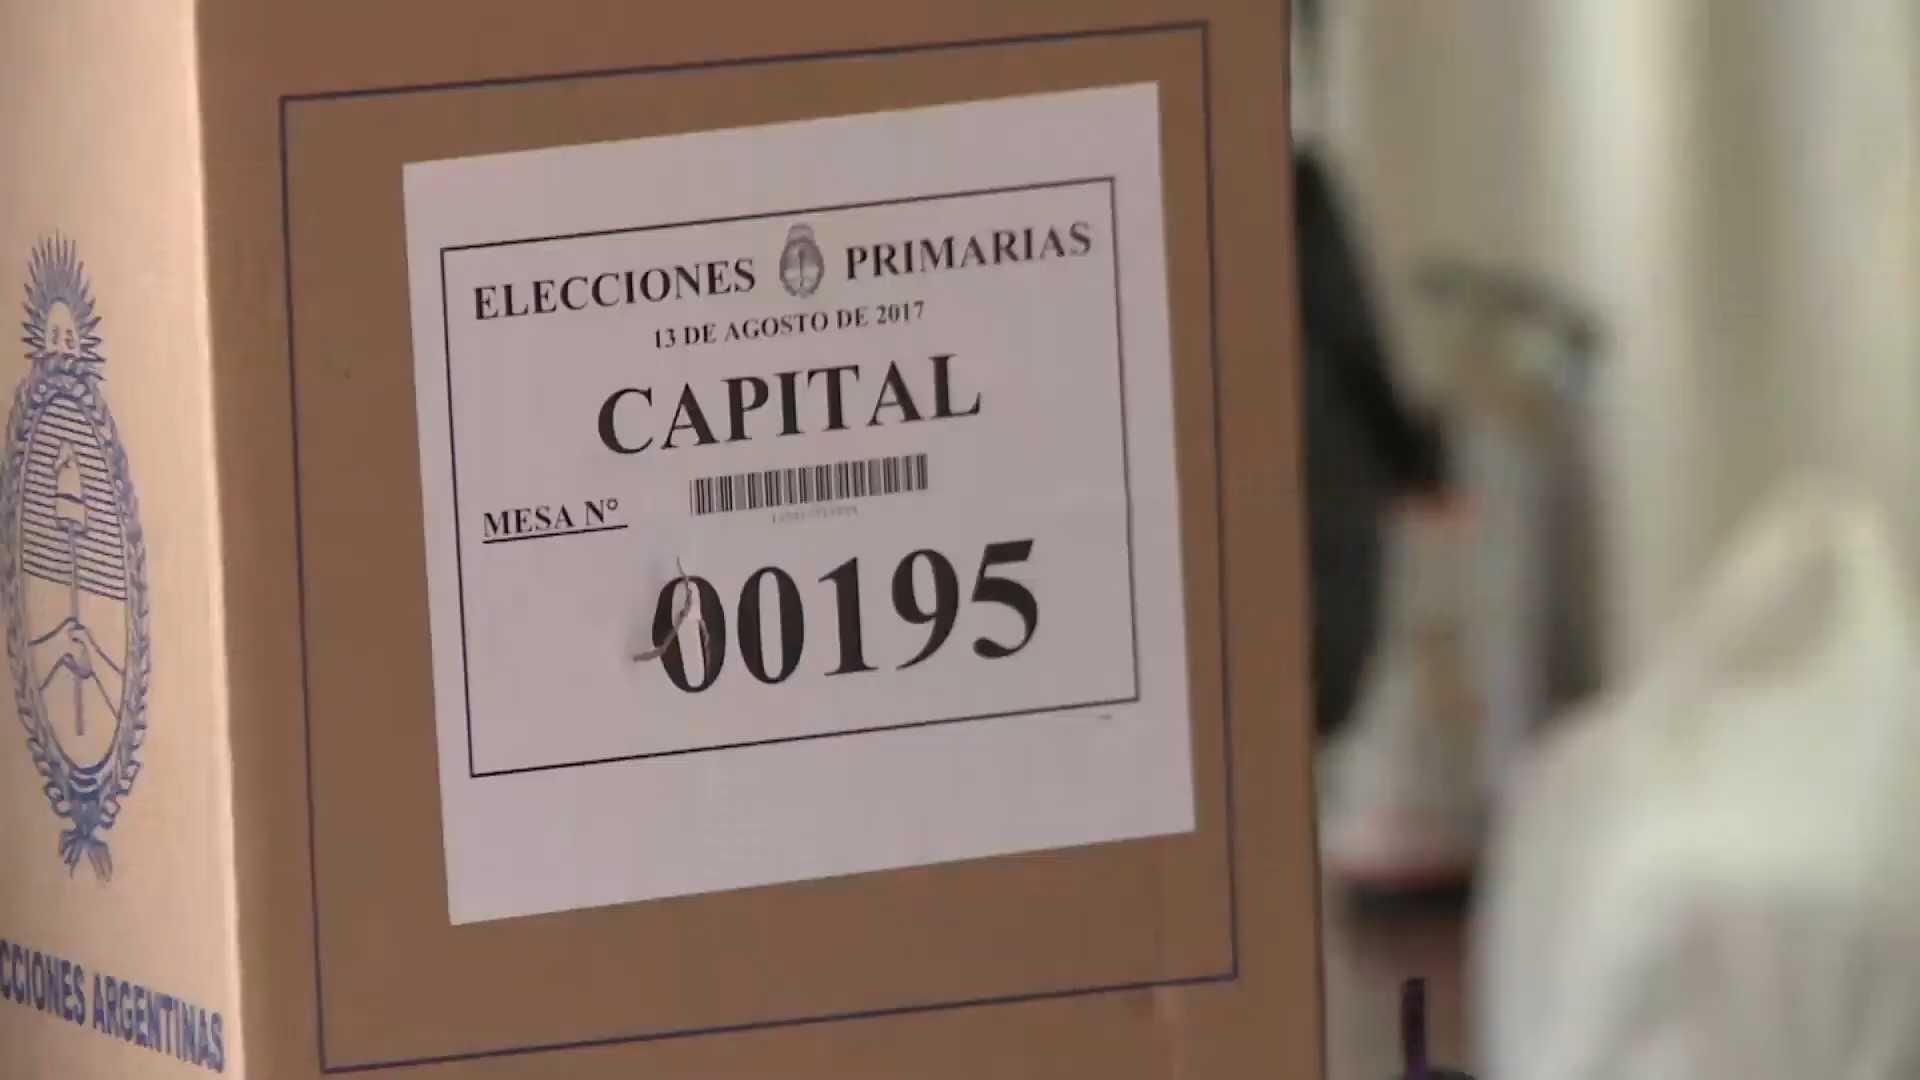 ELECCIONES PRIMARIAS
13 DE AGOSTO DE 2017
CAPITAL
MESA N°
00195
CCIONES ARGENTINAS